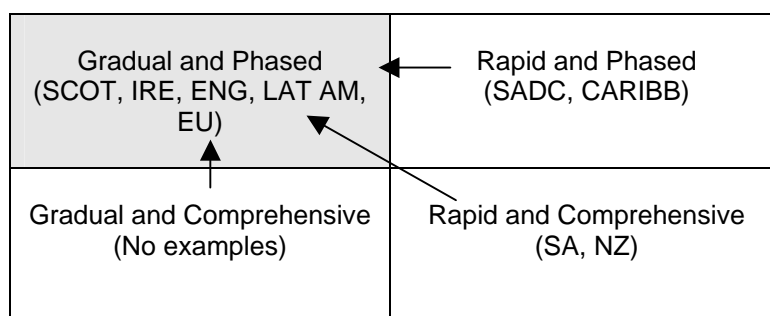 Gradual and Phased
(SCOT, IRE, ENG, LAT AM,
EU)
Rapid and Phased
(SADC, CARIBB)
Gradual and Comprehensive
(No examples)
Rapid and Comprehensive
(SA, NZ)